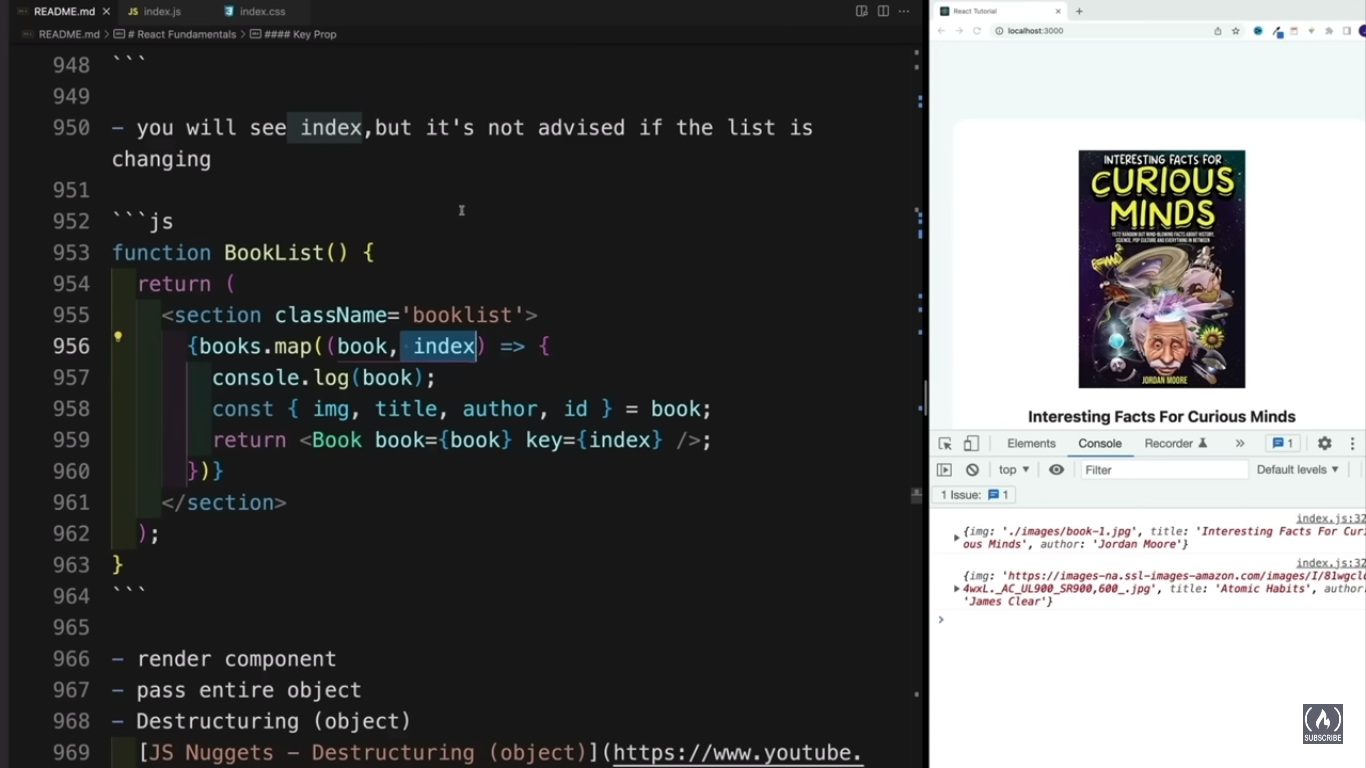 README.md
index.js
index.css
README.md > # React Fundamentals > #### Key Prop
948 ```
949
950 - you will see index,but it's not advised if the list is
changing
951
952 ```js
953 function BookList() {
954 return (
955 <section className='booklist'>
956 {books.map((book, index) => {
957 console.log(book);
958 const { img, title, author, id } = book;
959 return <Book book={book} key={index} />;
960 })}
961 </section>
962 );
963 }
964 ```
965
966 - render component
967 - pass entire object
968 - Destructuring (object)
969 [JS Nuggets - Destructuring (object)](https://www.youtube.
React Tutorial
localhost:3000
INTERESTING FACTS FOR
CURIOUS
MINDS
JORDAN MOORE
Interesting Facts For Curious Minds
Elements Console Recorder 1
top Filter Default levels
1 Issue: 1
index.js:32
{img: './images/book-1.jpg', title: 'Interesting Facts For Curi
ous Minds', author: 'Jordan Moore'}
index.js:32
{img: 'https://images-na.ssl-images-amazon.com/images/I/81wgclc
4wxL._AC_UL900_SR900,600_.jpg', title: 'Atomic Habits', author:
'James Clear'}
SUBSCRIBE